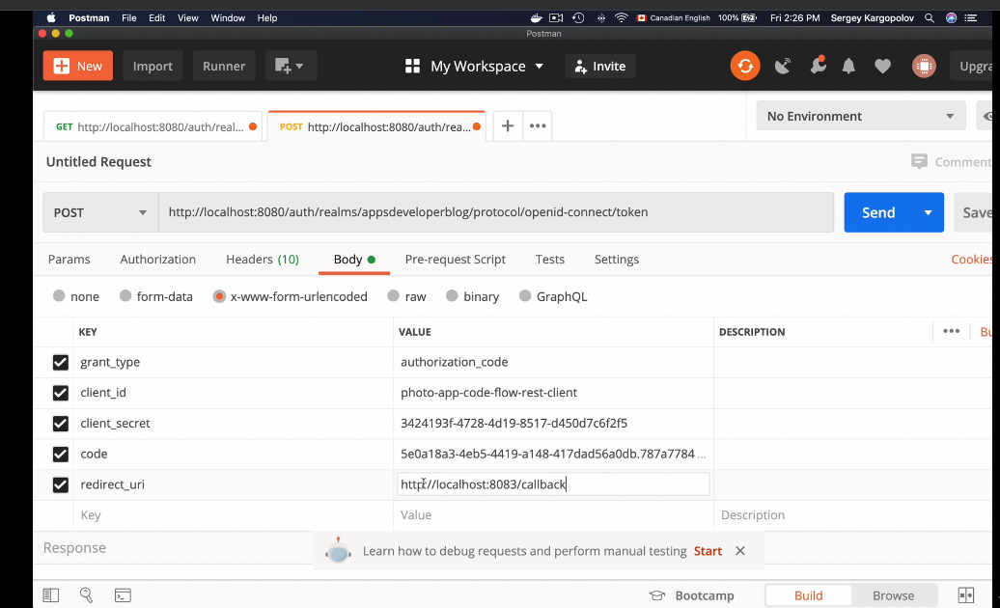 Postman File Edit View Window Help Canadian English 100% Fri 2:26 PM Sergey Kargopolov
Postman
New Import Runner My Workspace Invite Upgra
GET http://localhost:8080/auth/real... POST http://localhost:8080/auth/rea... No Environment
Untitled Request Comment
POST http://localhost:8080/auth/realms/appsdeveloperblog/protocol/openid-connect/token Send Save
Params Authorization Headers (10) Body Pre-request Script Tests Settings Cookies
none form-data x-www-form-urlencoded raw binary GraphQL
KEY VALUE DESCRIPTION Bu
grant_type authorization_code
client_id photo-app-code-flow-rest-client
client_secret 3424193f-4728-4d19-8517-d450d7c6f2f5
code 5e0a18a3-4eb5-4419-a148-417dad56a0db.787a7784 ...
redirect_uri http://localhost:8083/callback
Key Value Description
Response Learn how to debug requests and perform manual testing Start
Bootcamp Build Browse